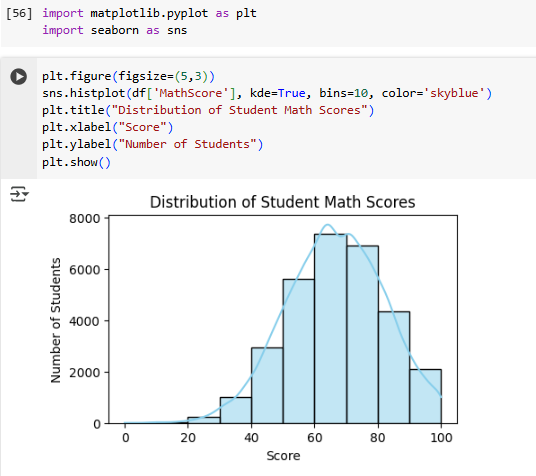 [56] import matplotlib.pyplot as plt
import seaborn as sns
plt.figure(figsize=(5,3))
sns.histplot(df['MathScore'], kde=True, bins=10, color='skyblue')
plt.title("Distribution of Student Math Scores")
plt.xlabel("Score")
plt.ylabel("Number of Students")
plt.show()
Distribution of Student Math Scores
Number of Students
8000
6000
4000
2000
0
0 20 40 60 80 100
Score